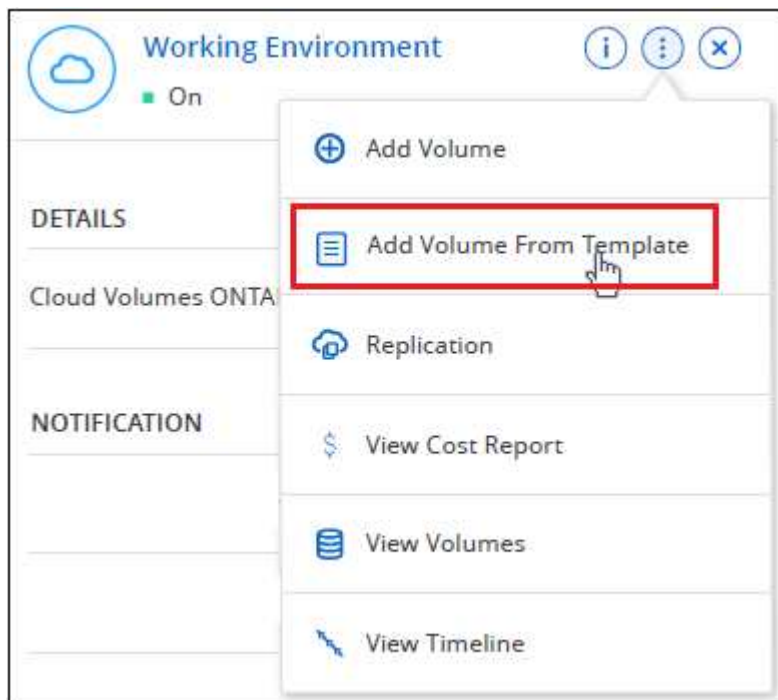 Working Environment
On
Add Volume
DETAILS
Add Volume From Template
Cloud Volumes ONTA
Replication
NOTIFICATION
View Cost Report
View Volumes
View Timeline